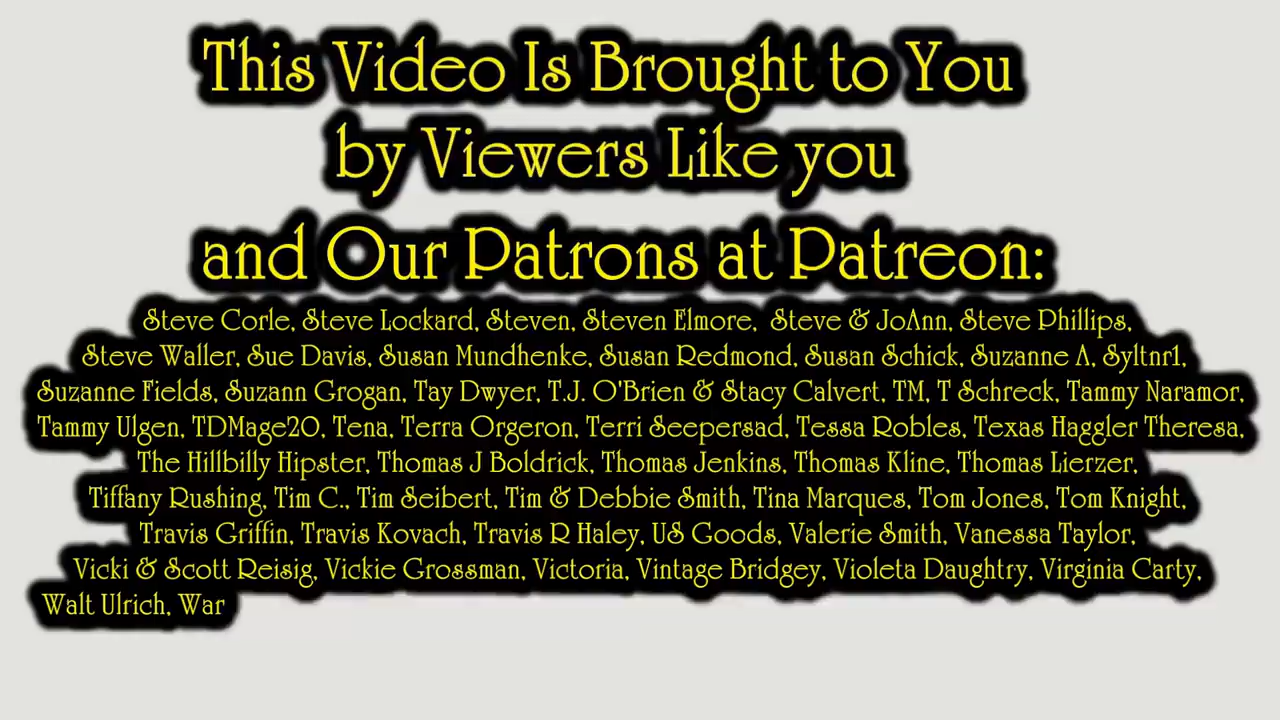 This Video Is Brought to You
by Viewers Like you
and Our Patrons at Patreon:
Steve Corle, Steve Lockard, Steven, Steven Elmore, Steve & JoAnn, Steve Phillips,
Steve Waller, Sue Davis, Susan Mundhenke, Susan Redmond, Susan Schick, Suzanne A, Syltnr1,
Suzanne Fields, Suzann Grogan, Tay Dwyer, T.J. O'Brien & Stacy Calvert, TM, T Schreck, Tammy Naramor,
Tammy Ulgen, TDMage20, Tena, Terra Orgeron, Terri Seepersad, Tessa Robles, Texas Haggler Theresa,
The Hillbilly Hipster, Thomas J Boldrick, Thomas Jenkins, Thomas Kline, Thomas Lierzer,
Tiffany Rushing, Tim C., Tim Seibert, Tim & Debbie Smith, Tina Marques, Tom Jones, Tom Knight,
Travis Griffin, Travis Kovach, Travis R Haley, US Goods, Valerie Smith, Vanessa Taylor,
Vicki & Scott Reisig, Vickie Grossman, Victoria, Vintage Bridgey, Violeta Daughtry, Virginia Carty,
Walt Ulrich, War